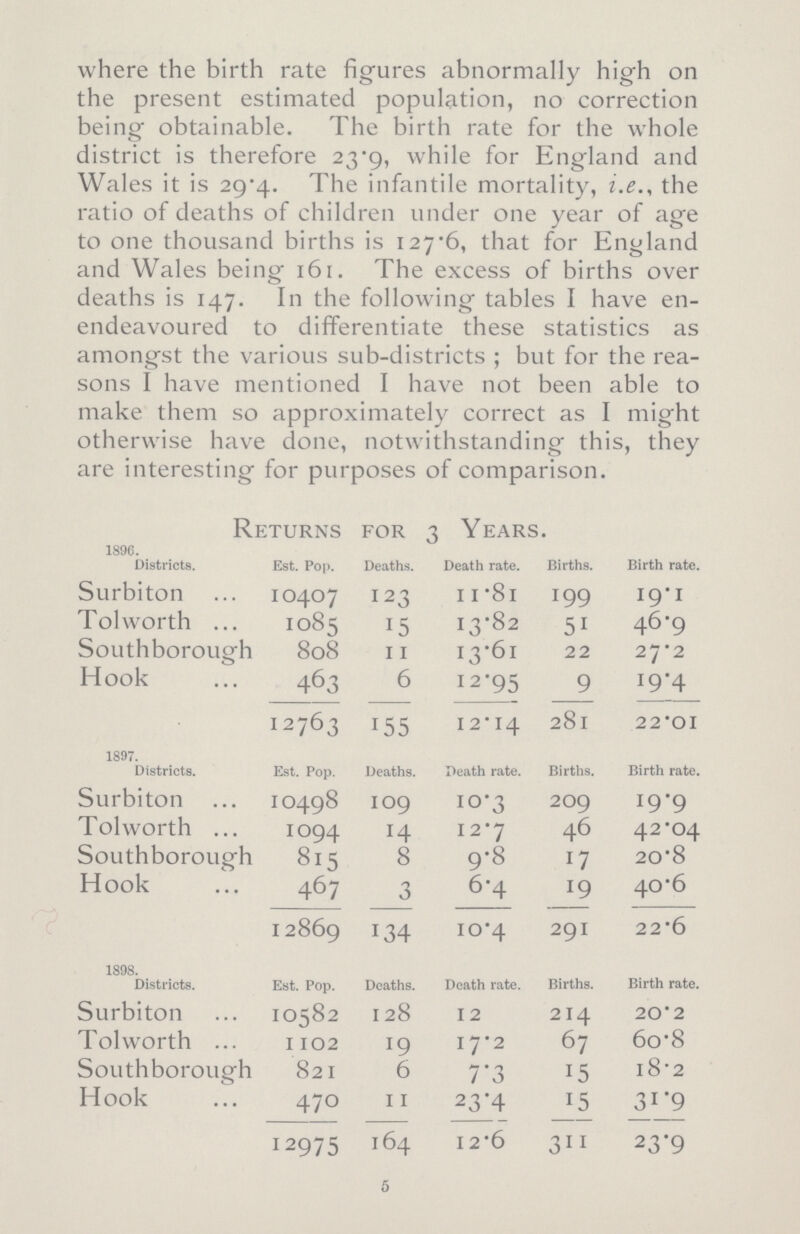 where the birth rate figures abnormally high on
the present estimated population, no correction
being obtainable. The birth rate for the whole
district is therefore 23·9, while for England and
Wales it is 29·4. The infantile mortality, i.e., the
ratio of deaths of children under one year of age
to one thousand births is 127·6, that for England
and Wales being 161. The excess of births over
deaths is 147. In the following tables I have en-
endeavoured to differentiate these statistics as
amongst the various sub-districts ; but for the rea-
sons I have mentioned I have not been able to
make them so approximately correct as I might
otherwise have done, notwithstanding this, they
are interesting for purposes of comparison.
Returns for 3 Years.
1896.
Districts. Est. Pop. Deaths. Death rate. Births. Birth rate.
Surbiton ... 10407 123 11·81 199 19·1
Tolworth ... 1085 15 13·82 51 46·9
Southborough 808 11 13·61 22 27·2
Hook ... 463 6 12·95 9 19·4
12763 155 12·14 281 22·01
1897.
Districts. Est. Pop. Deaths. Death rate. Births. Birth rate.
Surbiton ... 10498 109 10·3 209 19·9
Tolworth ... 1094 14 12·7 46 42·04
Southborough 815 8 9·8 17 20·8
Hook ... 467 3 6·4 19 40·6
12869 134 10·4 291 22·6
1898.
Districts. Est. Pop. Deaths. Death rate. Births. Birth rate.
Surbiton ... 10582 128 12 214 20·2
Tolworth ... 1102 19 17·2 67 60·8
Southborough 821 6 7·3 15 18·2
Hook ... 470 11 23·4 15 31·9
12975 164 12·6 311 23·9
5